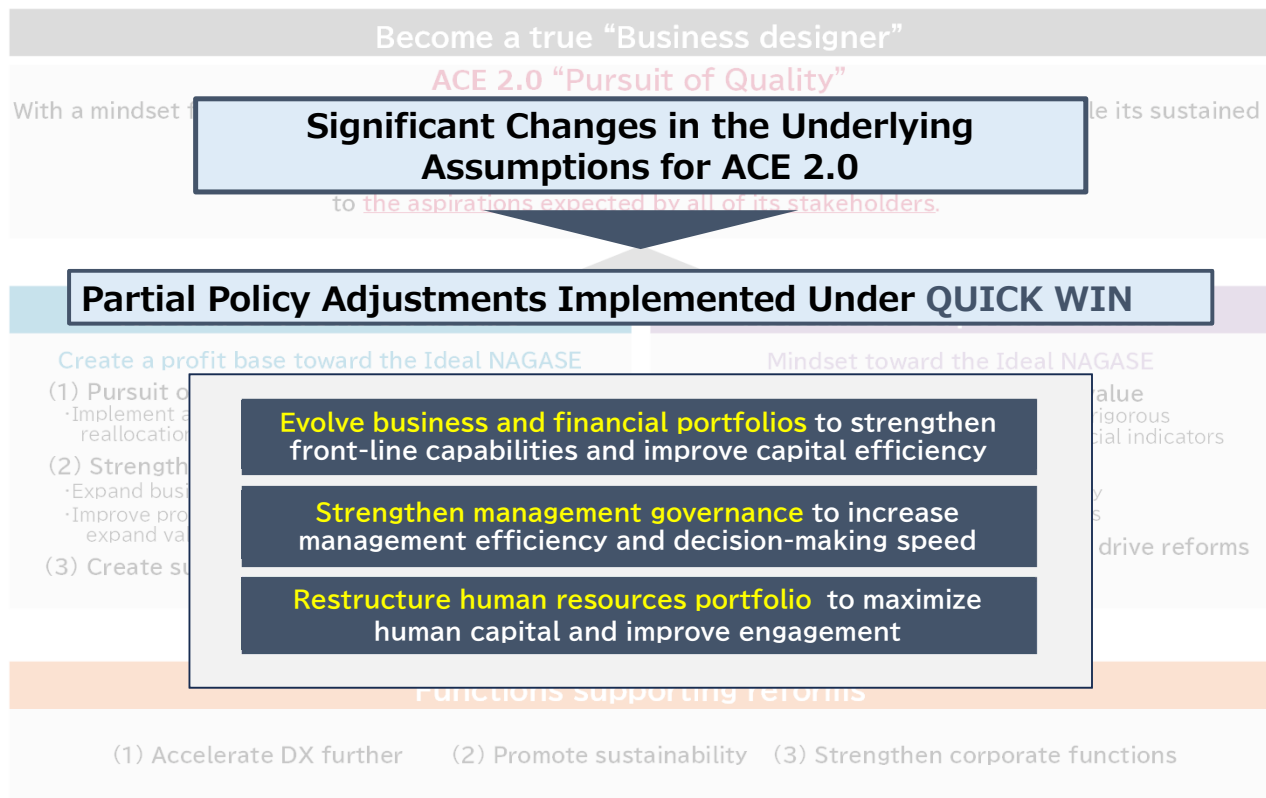 Become a true “Business designer”
ACE 2.0 “Pursuit of Quality”
With a mindset
le its sustained
Significant Changes in the Underlying
Assumptions for ACE 2.0
to the aspirations expected by all of its stakeholders.
Partial Policy Adjustments Implemented Under QUICK WIN
Create a profit base toward the Ideal NAGASE
(1) Pursuit o
·Implement a
reallocation
(2) Strength
·Expand busi
·Improve pro
expand val
(3) Create su
Mindset toward the Ideal NAGASE
alue
rigorous
cial indicators
drive reforms
Evolve business and financial portfolios to strengthen
front-line capabilities and improve capital efficiency
Strengthen management governance to increase
management efficiency and decision-making speed
Restructure human resources portfolio to maximize
human capital and improve engagement
Functions supporting reforms
(1) Accelerate DX further (2) Promote sustainability (3) Strengthen corporate functions